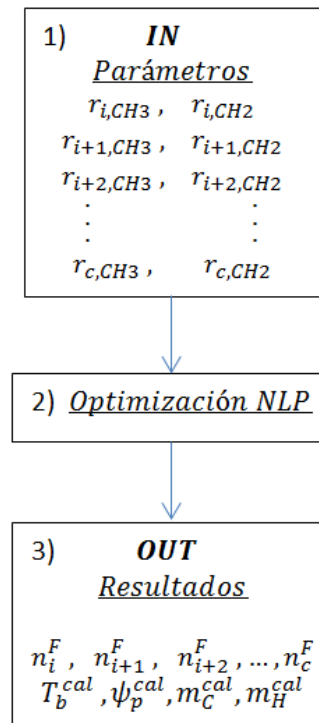 1) IN
Parámetros
r_{i,CH3} , r_{i,CH2}
r_{i+1,CH3} , r_{i+1,CH2}
r_{i+2,CH3} , r_{i+2,CH2}
⋮ ⋮
r_{c,CH3} , r_{c,CH2}
2) Optimización NLP
3) OUT
Resultados
n_i^F , n_{i+1}^F , n_{i+2}^F , ... , n_c^F
T_b^{cal} , ψ_p^{cal} , m_C^{cal} , m_H^{cal}